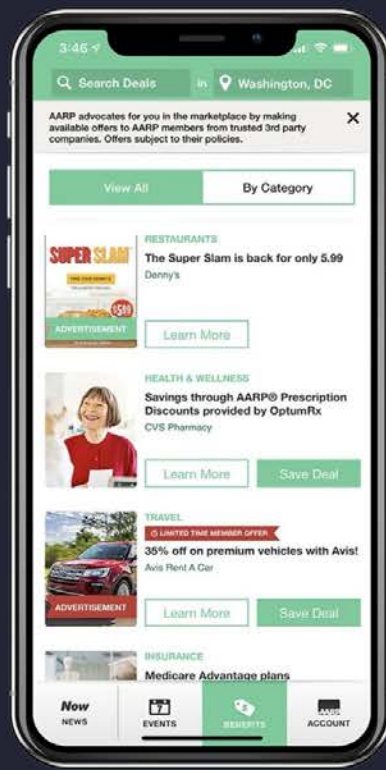 3:46
Search Deals in Washington, DC
AARP advocates for you in the marketplace by making
available offers to AARP members from trusted 3rd party
companies. Offers subject to their policies.
View All By Category
SUPER SLAM
$5.99
ADVERTISEMENT
RESTAURANTS
The Super Slam is back for only 5.99
Denny's
Learn More
HEALTH & WELLNESS
Savings through AARP® Prescription
Discounts provided by OptumRx
CVS Pharmacy
Learn More Save Deal
ADVERTISEMENT
TRAVEL
LIMITED TIME MEMBER OFFER
35% off on premium vehicles with Avis!
Avis Rent A Car
Learn More Save Deal
INSURANCE
Medicare Advantage plans
Now
NEWS
7
EVENTS
BENEFITS
AARP
ACCOUNT